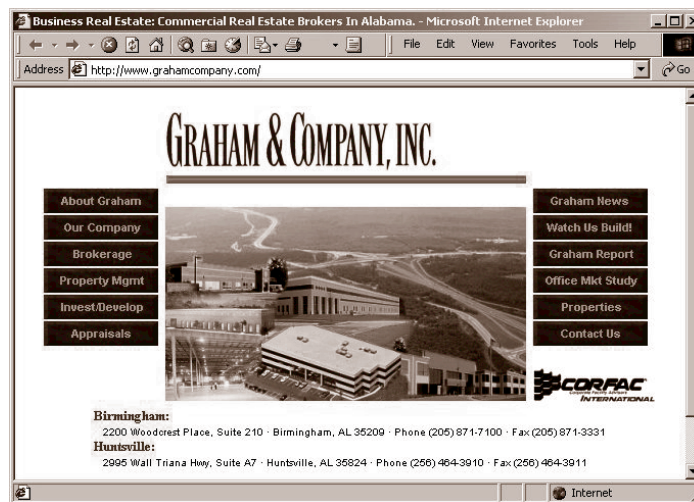 Business Real Estate: Commercial Real Estate Brokers In Alabama. - Microsoft Internet Explorer
File Edit View Favorites Tools Help
Address http://www.grahamcompany.com/ Go
GRAHAM & COMPANY, INC.
About Graham
Our Company
Brokerage
Property Mgmt
Invest/Develop
Appraisals
Graham News
Watch Us Build!
Graham Report
Office Mkt Study
Properties
Contact Us
CORFAC
Corporate Facility Advisors
INTERNATIONAL
Birmingham:
2200 Woodcrest Place, Suite 210 · Birmingham, AL 35209 · Phone (205) 871-7100 · Fax (205) 871-3331
Huntsville:
2995 Wall Triana Hwy, Suite A7 · Huntsville, AL 35824 · Phone (256) 464-3910 · Fax (256) 464-3911
Internet